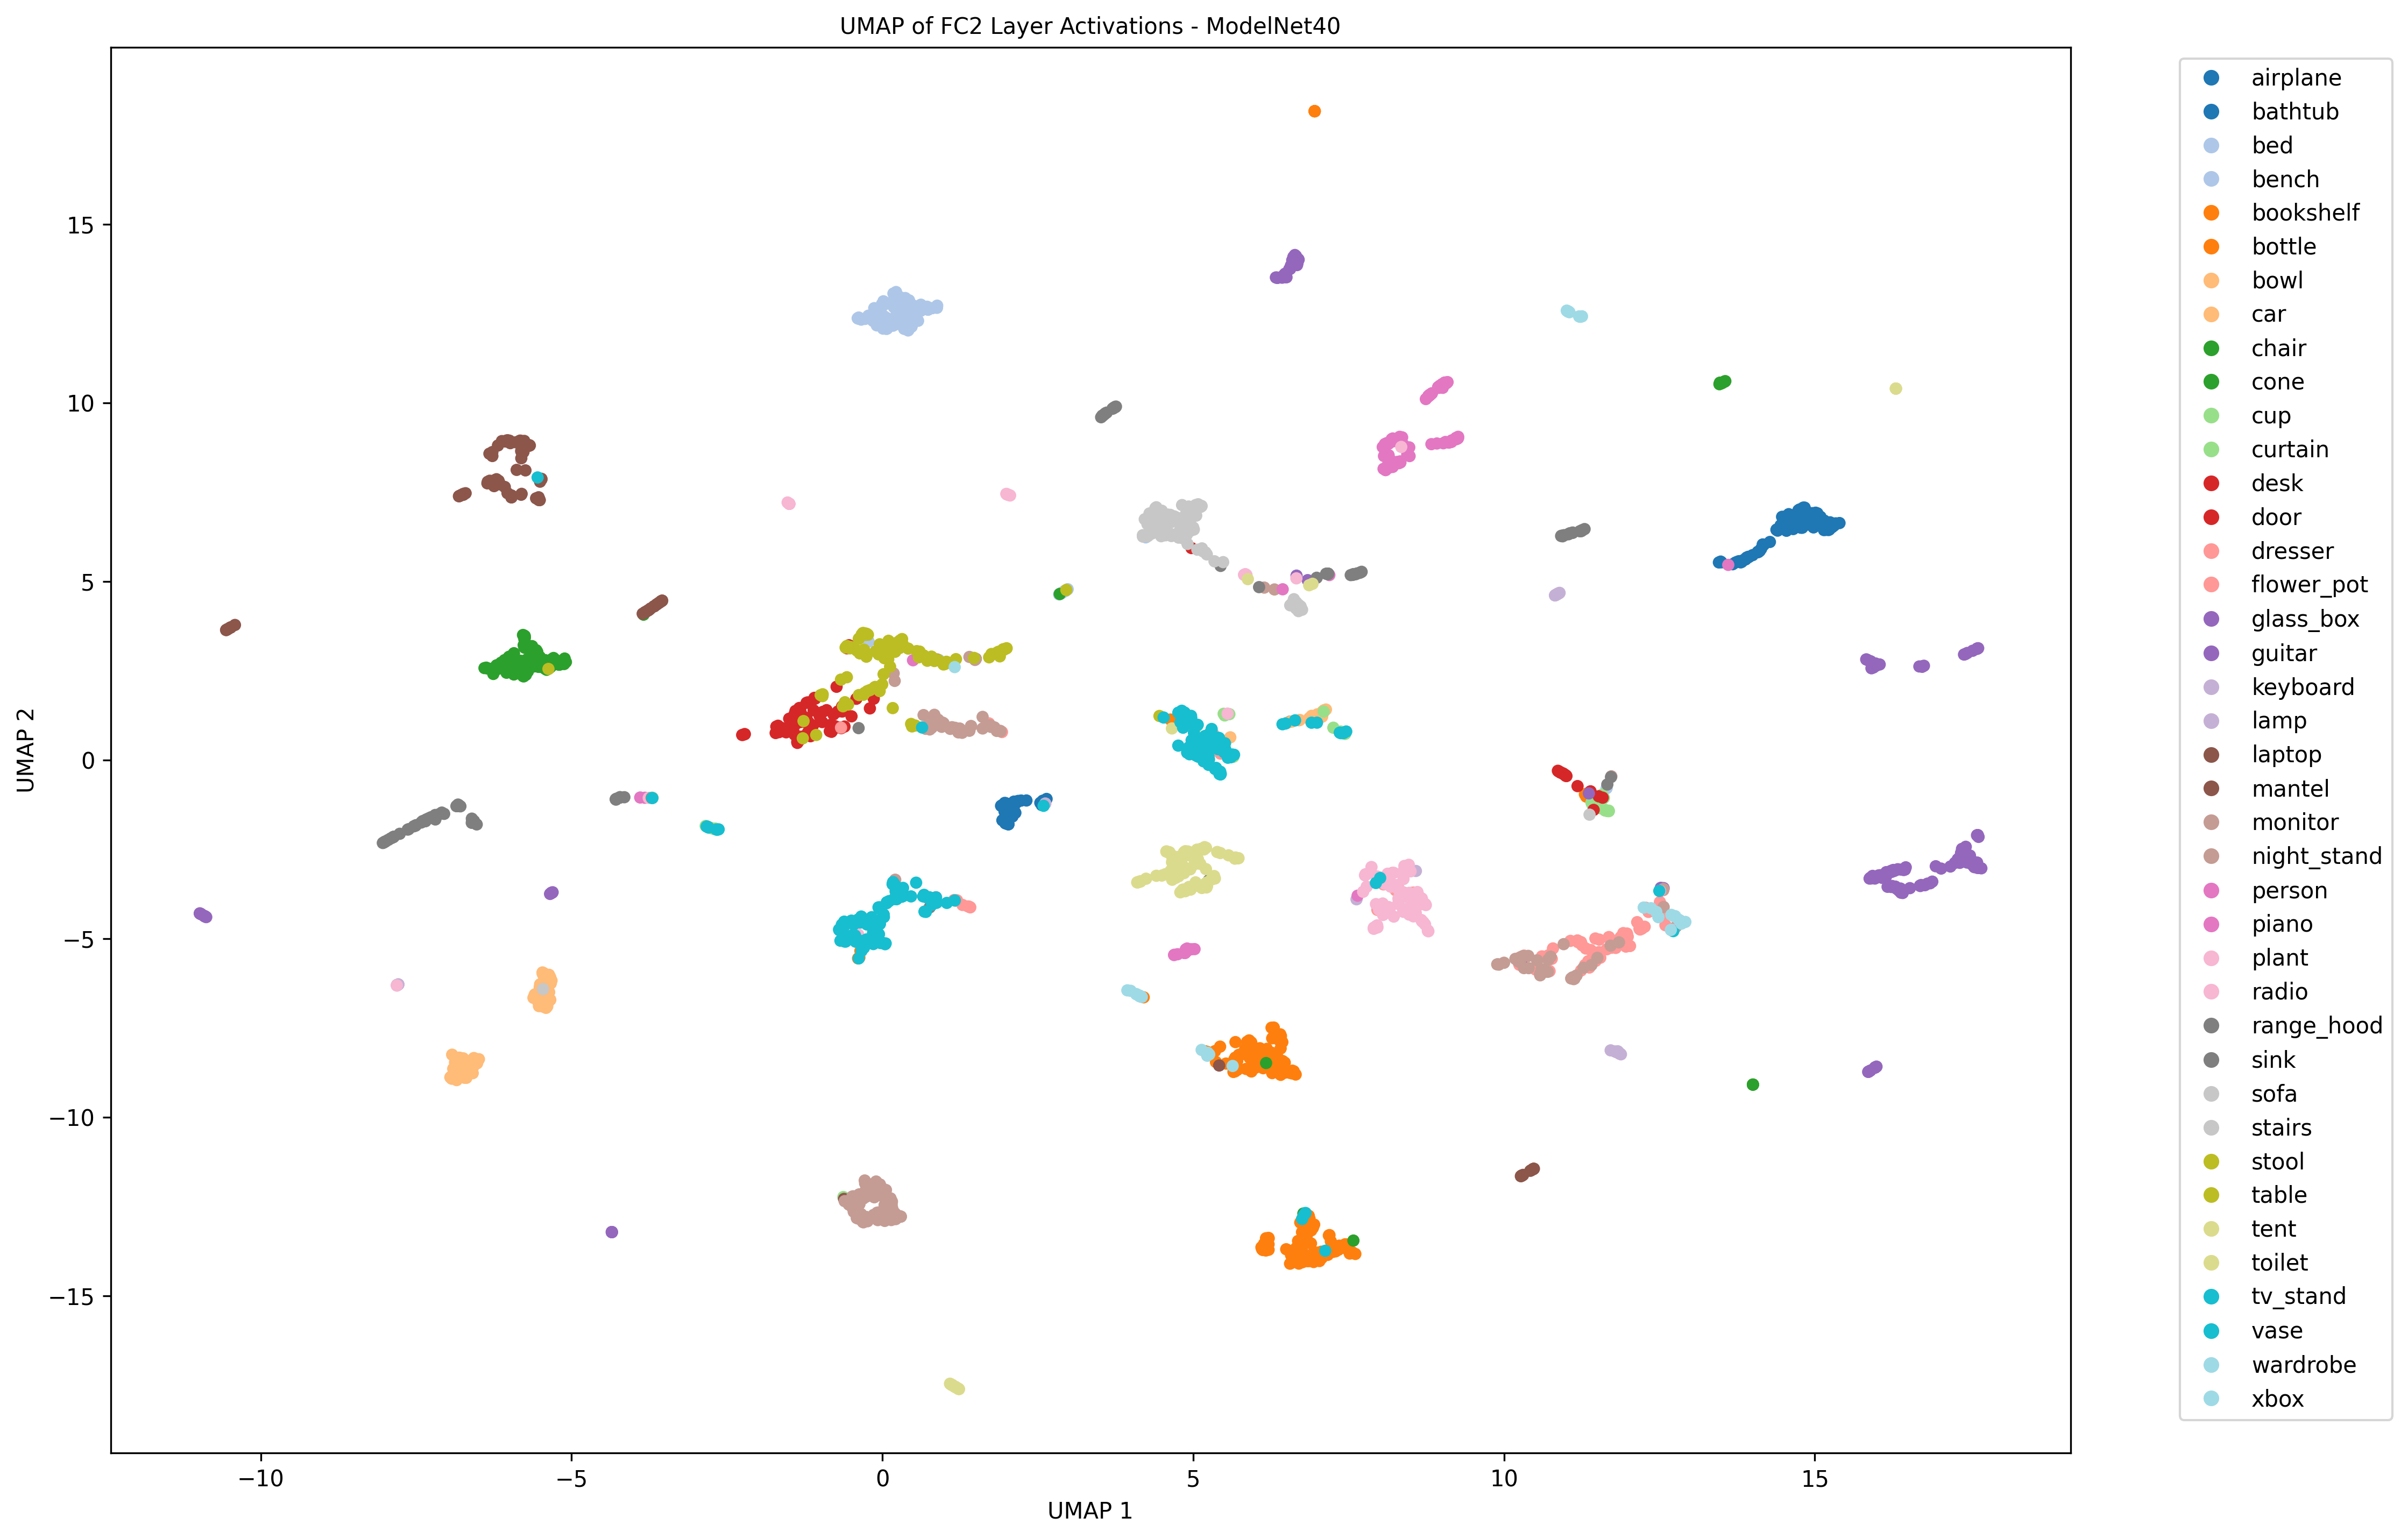 UMAP of FC2 Layer Activations - ModelNet40
UMAP 2
15
10
5
0
−5
−10
−15
−10
−5
0
5
10
15
UMAP 1
airplane
bathtub
bed
bench
bookshelf
bottle
bowl
car
chair
cone
cup
curtain
desk
door
dresser
flower_pot
glass_box
guitar
keyboard
lamp
laptop
mantel
monitor
night_stand
person
piano
plant
radio
range_hood
sink
sofa
stairs
stool
table
tent
toilet
tv_stand
vase
wardrobe
xbox